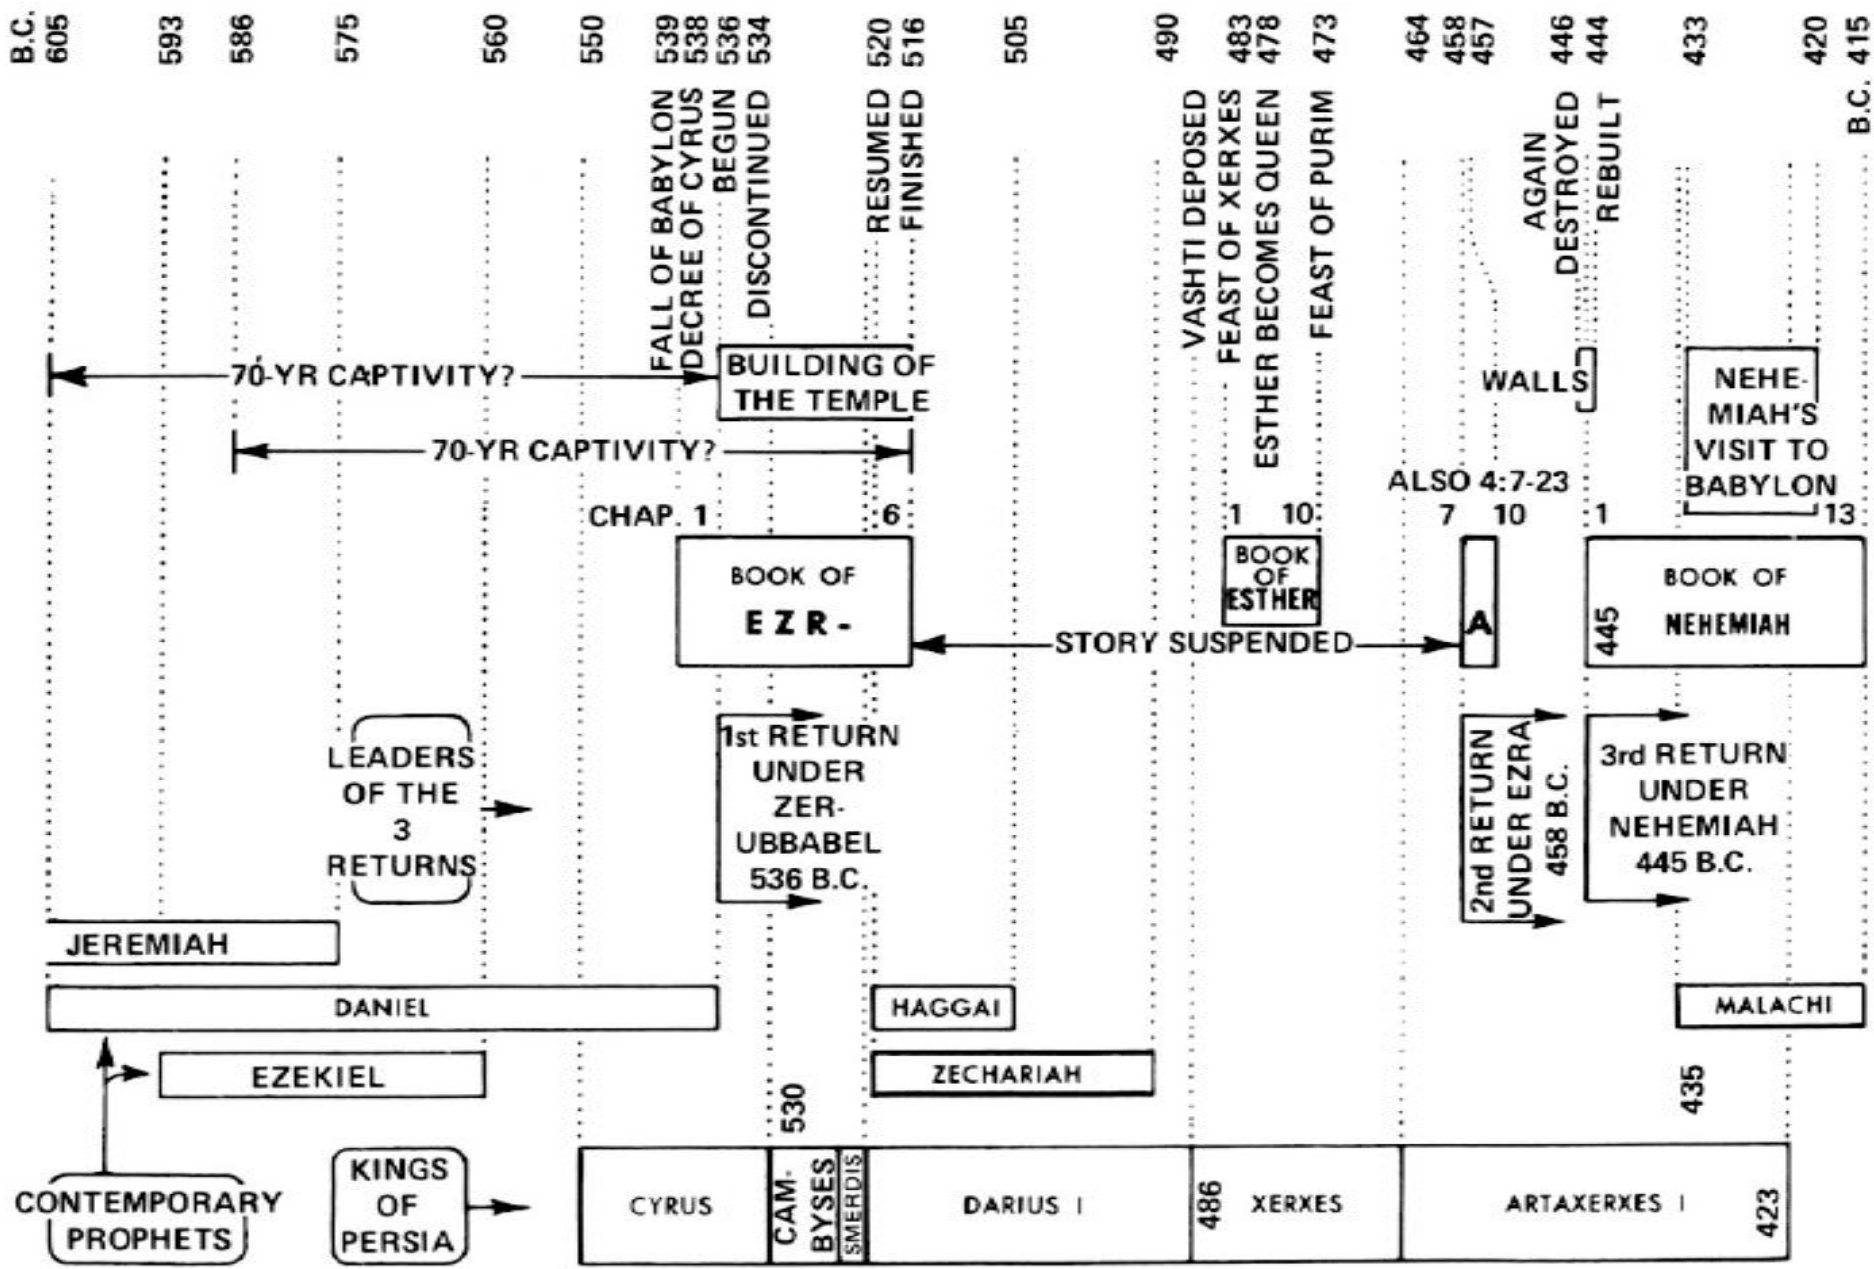 B.C.
605
593
586
575
560
550
539
538
536
534
520
516
505
490
483
478
473
464
458
457
446
444
433
420
B.C. 415
FALL OF BABYLON
DECREE OF CYRUS
BEGUN
DISCONTINUED
RESUMED
FINISHED
VASHTI DEPOSED
FEAST OF XERXES
ESTHER BECOMES QUEEN
FEAST OF PURIM
AGAIN
DESTROYED
REBUILT
70-YR CAPTIVITY?
BUILDING OF
THE TEMPLE
WALLS
NEHE-
MIAH'S
VISIT TO
BABYLON
70-YR CAPTIVITY?
ALSO 4:7-23
CHAP. 1
6
1
10
7
10
1
13
BOOK OF
EZR-
BOOK
OF
ESTHER
STORY SUSPENDED
A
445
BOOK OF
NEHEMIAH
LEADERS
OF THE
3
RETURNS
1st RETURN
UNDER
ZER-
UBBABEL
536 B.C.
2nd RETURN
UNDER EZRA
458 B.C.
3rd RETURN
UNDER
NEHEMIAH
445 B.C.
JEREMIAH
DANIEL
HAGGAI
MALACHI
EZEKIEL
ZECHARIAH
530
435
CONTEMPORARY
PROPHETS
KINGS
OF
PERSIA
CYRUS
CAM-
BYSES
SMERDIS
DARIUS I
486
XERXES
ARTAXERXES I
423